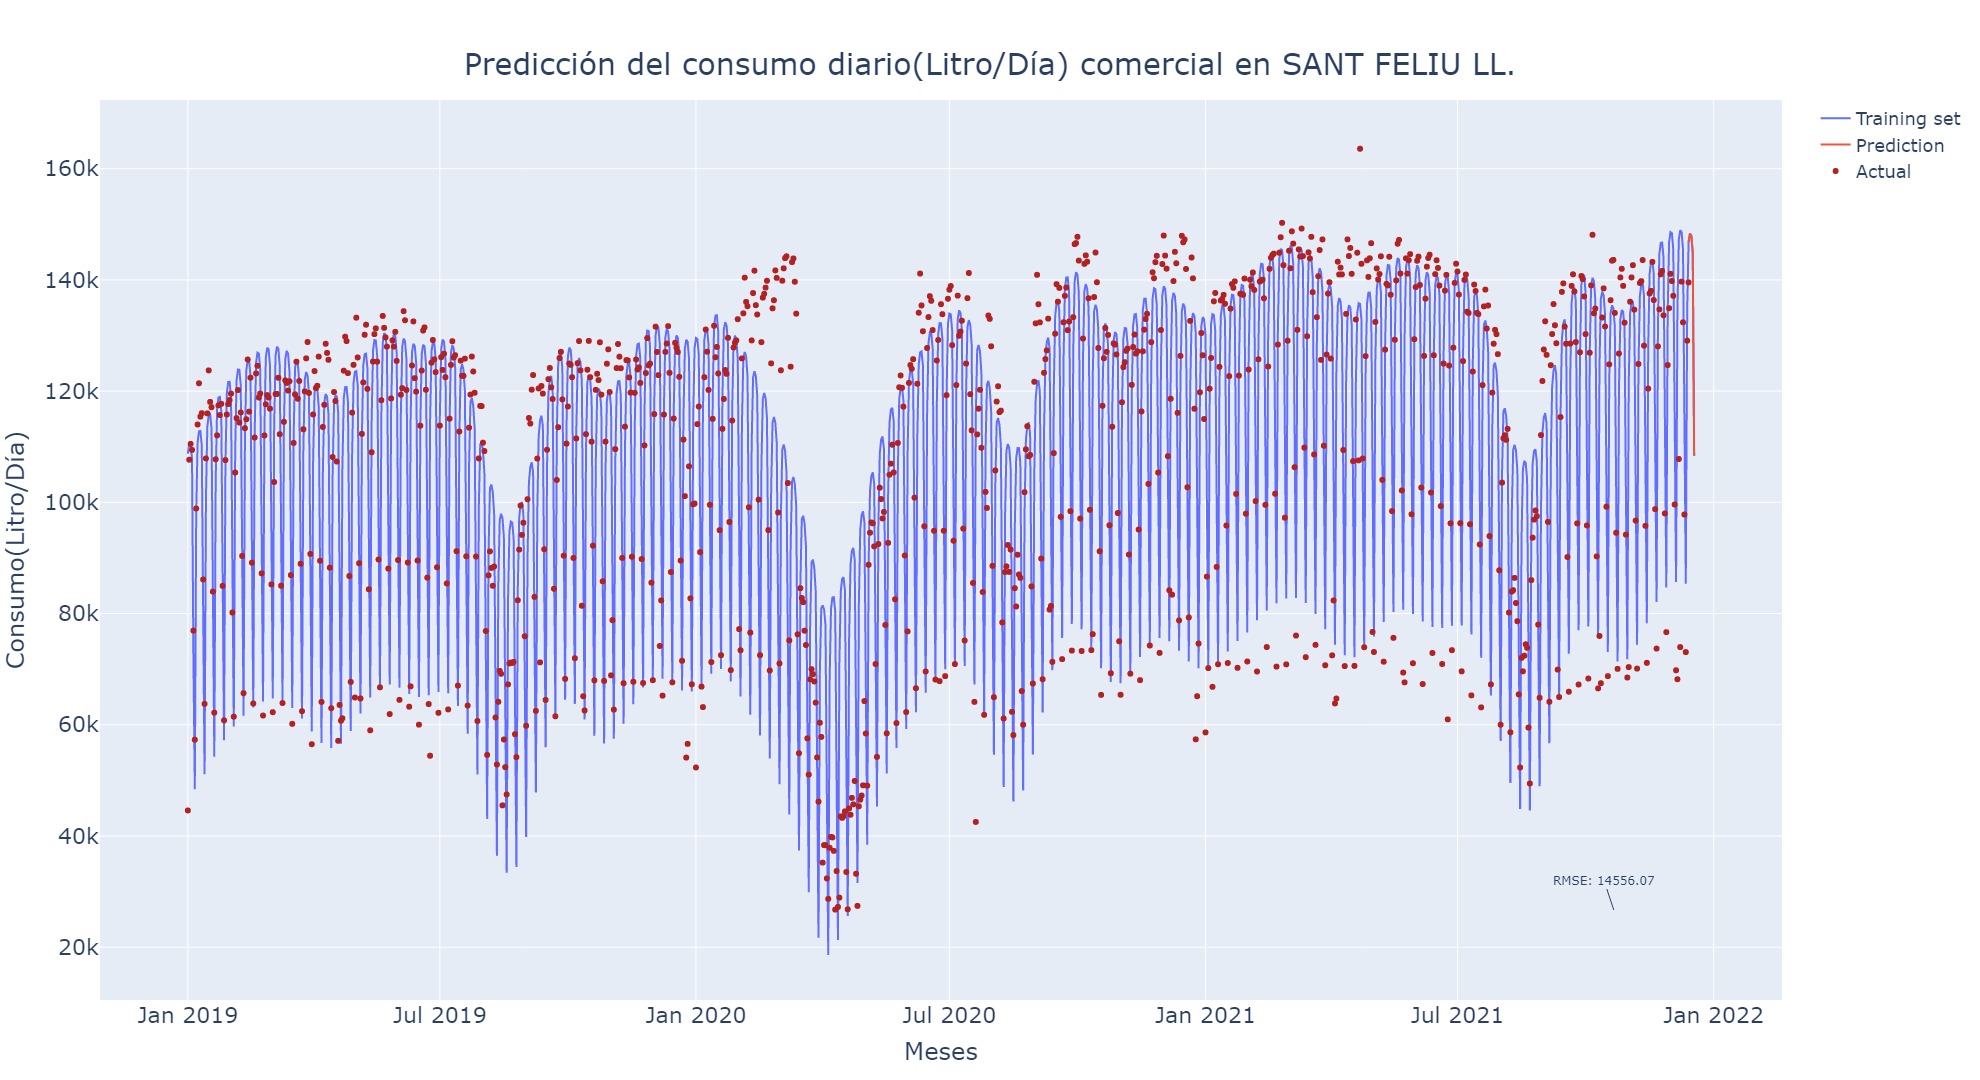 Predicción del consumo diario(Litro/Día) comercial en SANT FELIU LL.
Training set
Prediction
Actual
Consumo(Litro/Día)
160k
140k
120k
100k
80k
60k
40k
20k
RMSE: 14556.07
Jan 2019
Jul 2019
Jan 2020
Jul 2020
Jan 2021
Jul 2021
Jan 2022
Meses